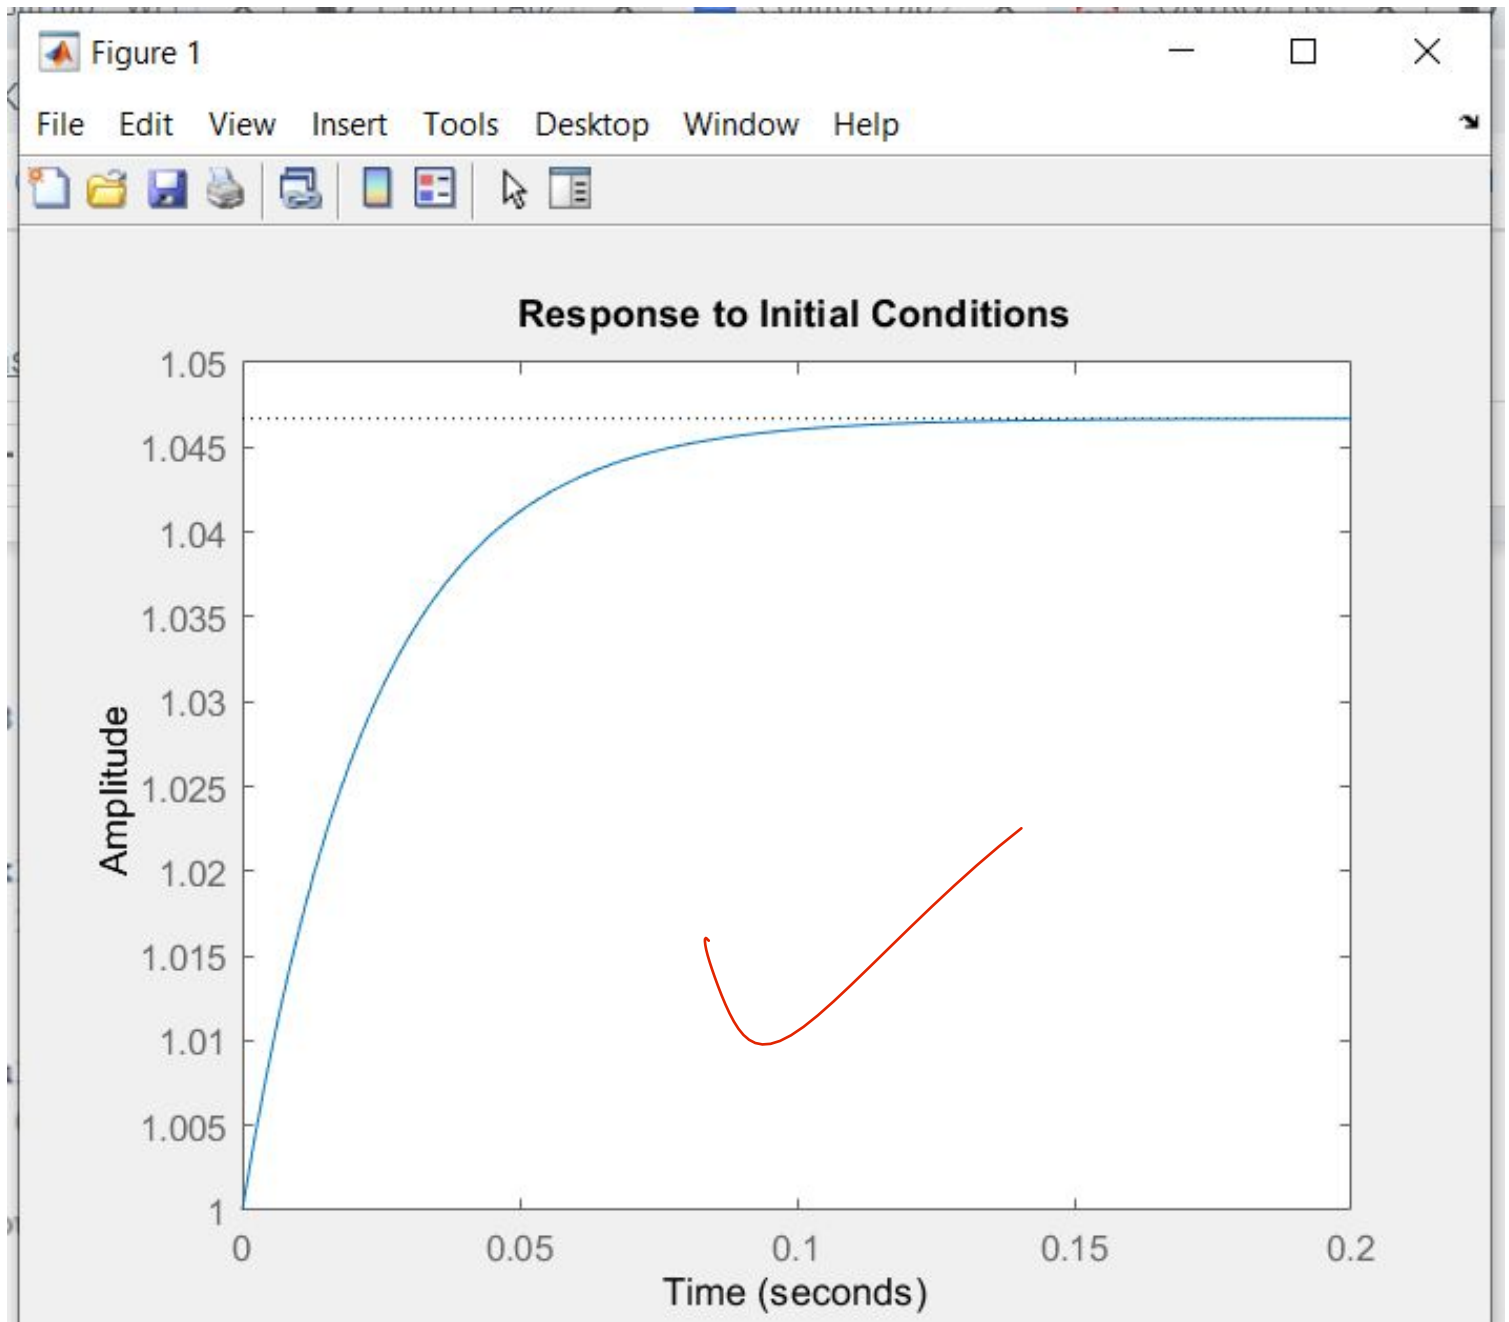 Figure 1
File Edit View Insert Tools Desktop Window Help
Response to Initial Conditions
1.05
1.045
1.04
1.035
1.03
1.025
1.02
1.015
1.01
1.005
1
Amplitude
0 0.05 0.1 0.15 0.2
Time (seconds)